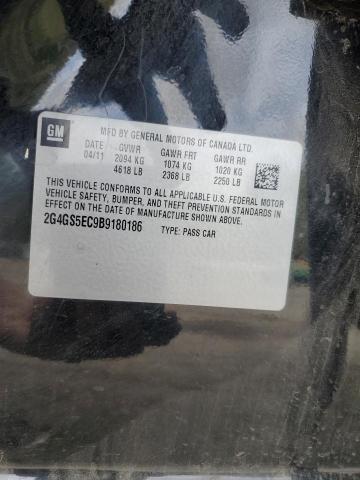 GM
MFD BY GENERAL MOTORS OF CANADA LTD.
DATE GVWR GAWR FRT GAWR RR
04/11 2094 KG 1074 KG 1020 KG
4618 LB 2368 LB 2250 LB
THIS VEHICLE CONFORMS TO ALL APPLICABLE U.S. FEDERAL MOTOR
VEHICLE SAFETY, BUMPER, AND THEFT PREVENTION STANDARDS IN
EFFECT ON THE DATE OF MANUFACTURE SHOWN ABOVE.
2G4GS5EC9B9180186 TYPE: PASS CAR